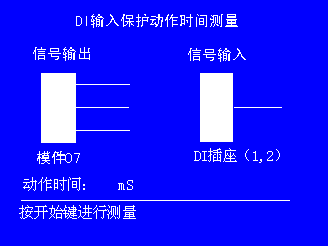 DI输入保护动作时间测量
信号输出 信号输入
模件07 DI插座（1,2）
动作时间： mS
按开始键进行测量